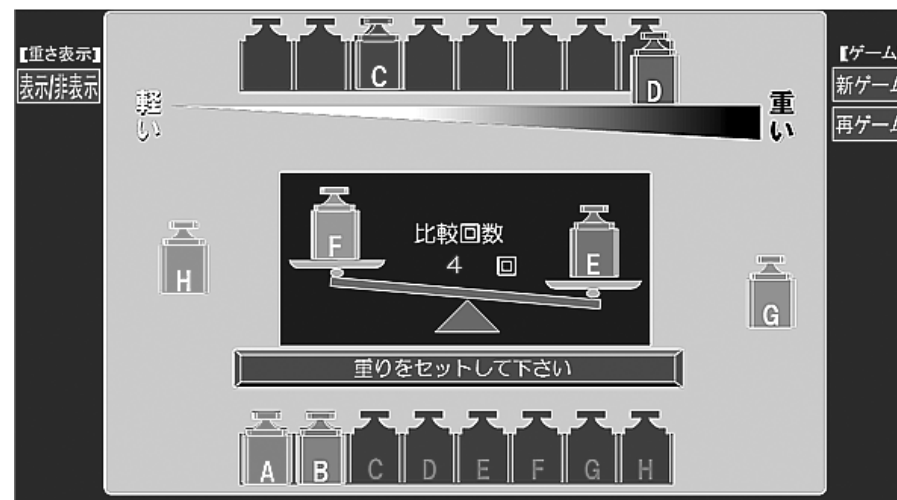 【重さ表示】
表示/非表示
【ゲーム
新ゲーム
再ゲーム
C
D
軽い
重い
F
比較回数
4 回
E
H
G
重りをセットして下さい
A B C D E F G H